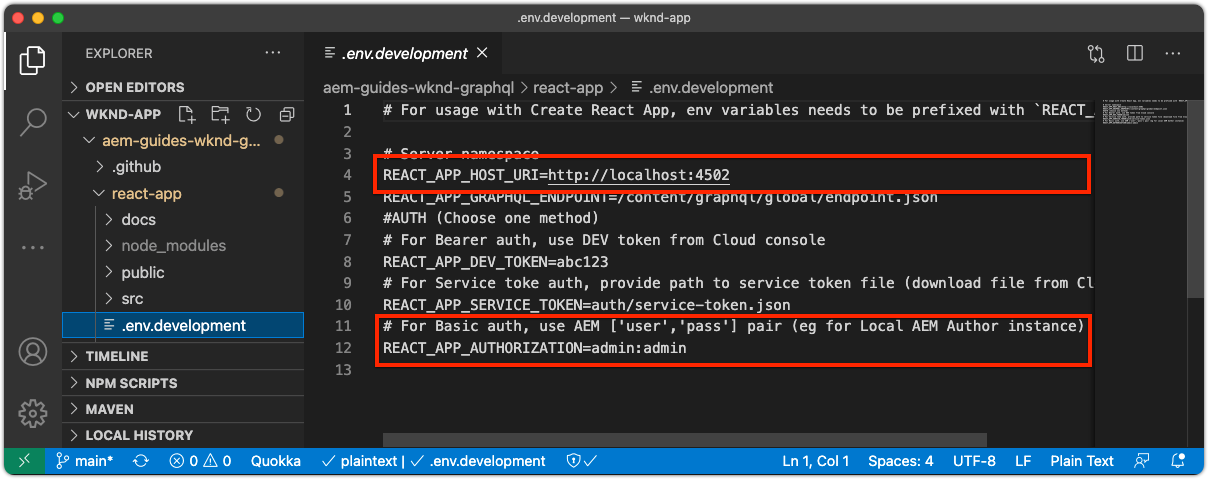 .env.development — wknd-app
EXPLORER
.env.development
OPEN EDITORS
aem-guides-wknd-graphql > react-app > .env.development
WKND-APP
aem-guides-wknd-g...
.github
react-app
docs
node_modules
public
src
.env.development
TIMELINE
NPM SCRIPTS
MAVEN
LOCAL HISTORY
1 # For usage with Create React App, env variables needs to be prefixed with `REACT_
2
3 # Server namespace
4 REACT_APP_HOST_URI=http://localhost:4502
5 REACT_APP_GRAPHQL_ENDPOINT=/content/graphql/global/endpoint.json
6 #AUTH (Choose one method)
7 # For Bearer auth, use DEV token from Cloud console
8 REACT_APP_DEV_TOKEN=abc123
9 # For Service toke auth, provide path to service token file (download file from Cl
10 REACT_APP_SERVICE_TOKEN=auth/service-token.json
11 # For Basic auth, use AEM ['user','pass'] pair (eg for Local AEM Author instance)
12 REACT_APP_AUTHORIZATION=admin:admin
13
main* 0 0 Quokka plaintext | .env.development Ln 1, Col 1 Spaces: 4 UTF-8 LF Plain Text